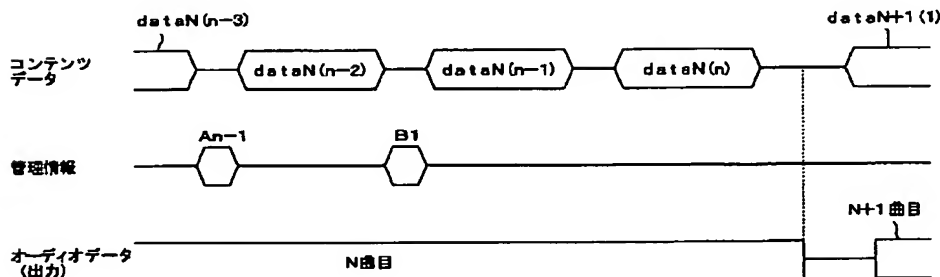 dataN(n-3)
dataN+1(1)
コンテンツ
データ
dataN(n-2)
dataN(n-1)
dataN(n)
An-1
B1
管理情報
N+1曲目
オーディオデータ
(出力)
N曲目